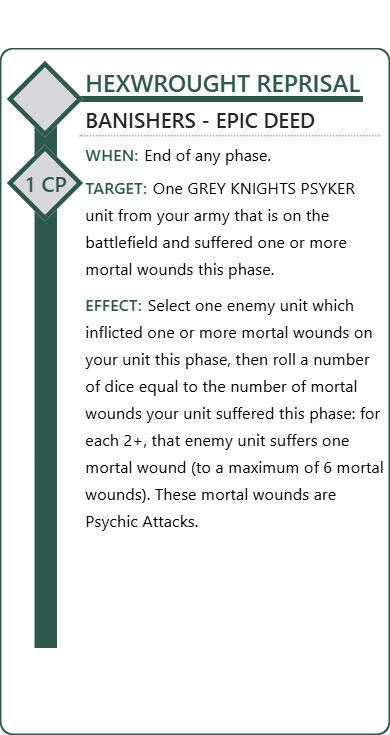 HEXWROUGHT REPRISAL
BANISHERS - EPIC DEED
WHEN: End of any phase.
1 CP
TARGET: One GREY KNIGHTS PSYKER
unit from your army that is on the
battlefield and suffered one or more
mortal wounds this phase.
EFFECT: Select one enemy unit which
inflicted one or more mortal wounds on
your unit this phase, then roll a number
of dice equal to the number of mortal
wounds your unit suffered this phase: for
each 2+, that enemy unit suffers one
mortal wound (to a maximum of 6 mortal
wounds). These mortal wounds are
Psychic Attacks.